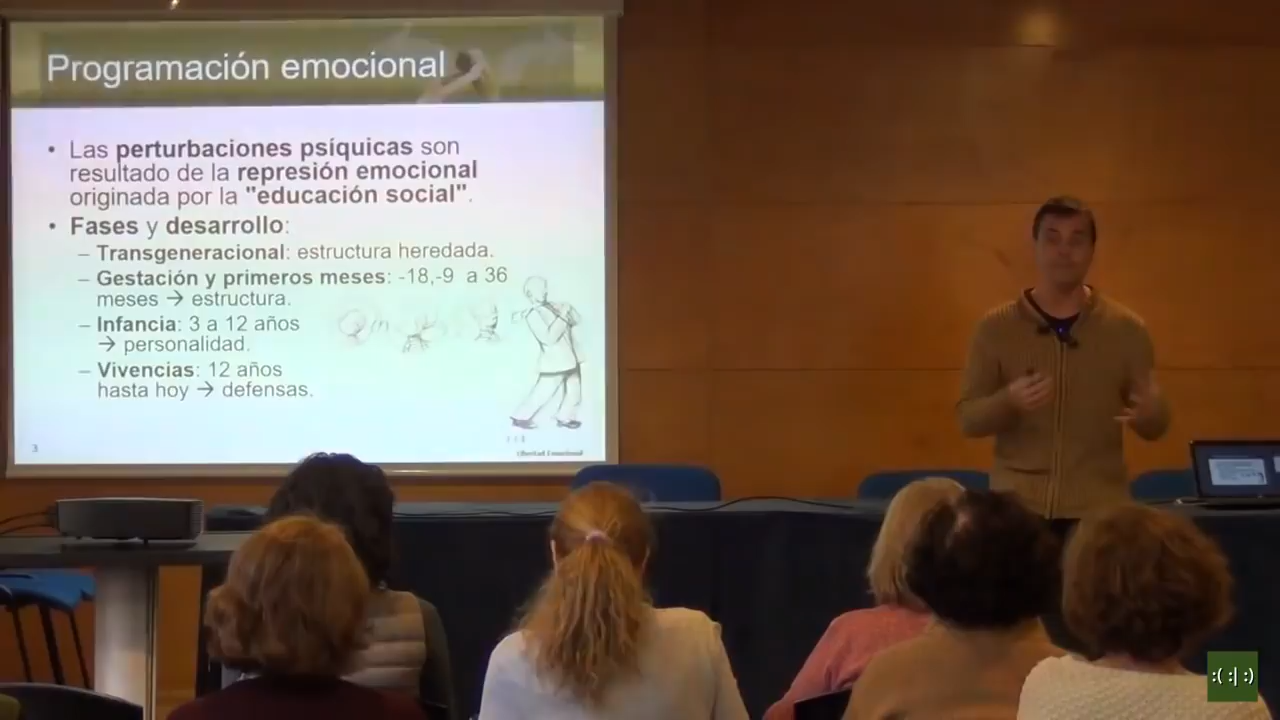 Programación emocional
• Las perturbaciones psíquicas son
resultado de la represión emocional
originada por la "educación social".
• Fases y desarrollo:
– Transgeneracional: estructura heredada.
– Gestación y primeros meses: -18,-9 a 36
meses → estructura.
– Infancia: 3 a 12 años
→ personalidad.
– Vivencias: 12 años
hasta hoy → defensas.
3
Libertad Emocional
:( :| :)